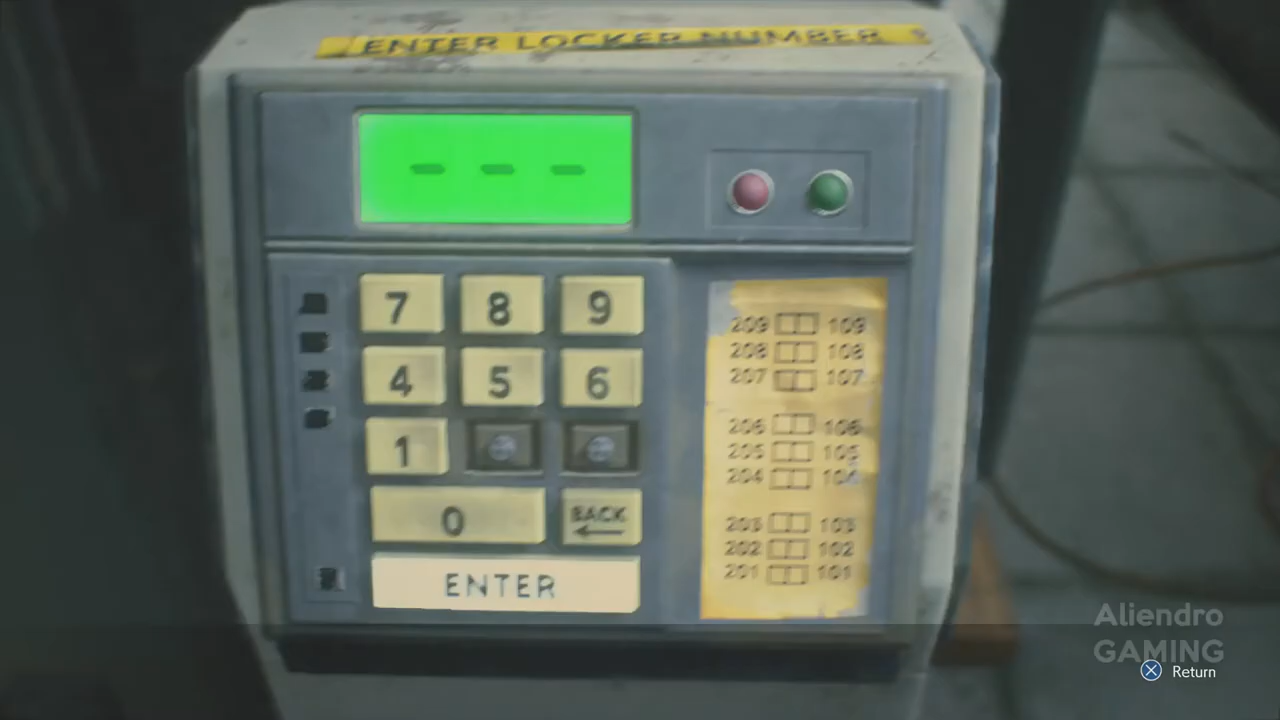 ENTER LOCKER NUMBER
- - -
7 8 9
4 5 6
1
0 BACK
ENTER
209 109
208 108
207 107
206 106
205 105
204 104
203 103
202 102
201 101
Aliendro
GAMING
Return